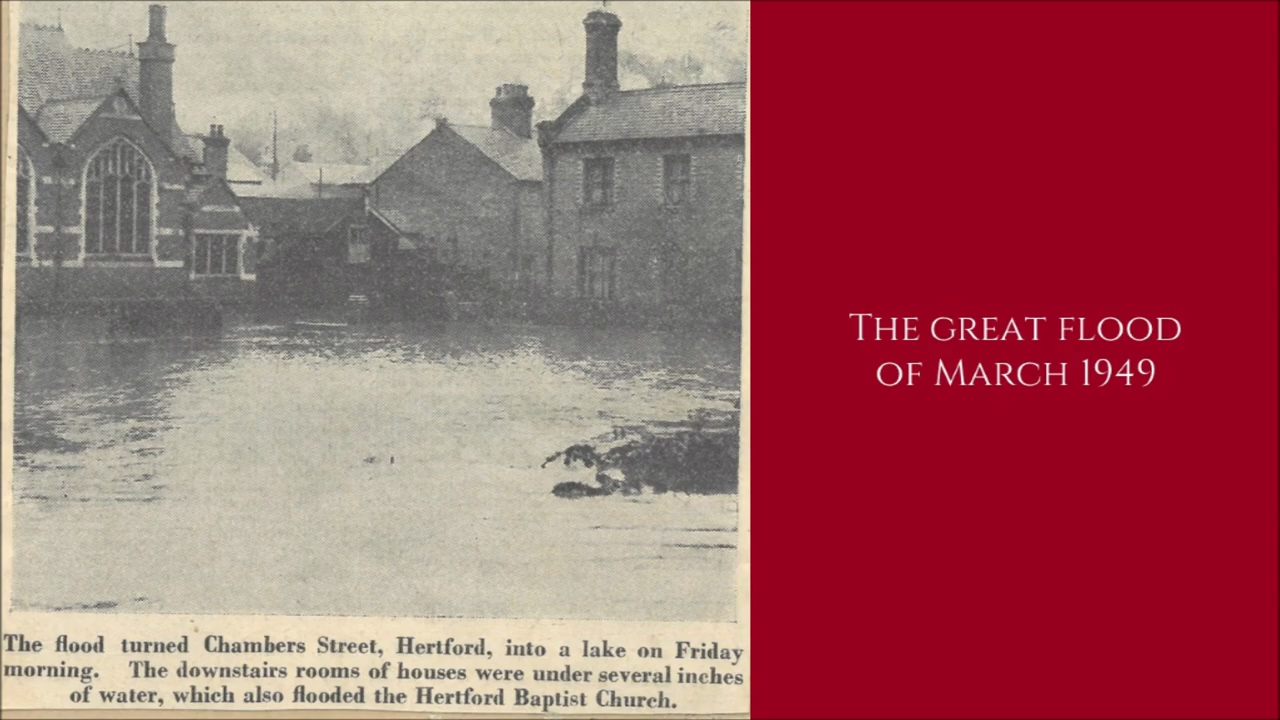 The flood turned Chambers Street, Hertford, into a lake on Friday
morning. The downstairs rooms of houses were under several inches
of water, which also flooded the Hertford Baptist Church.
The great flood
of March 1949